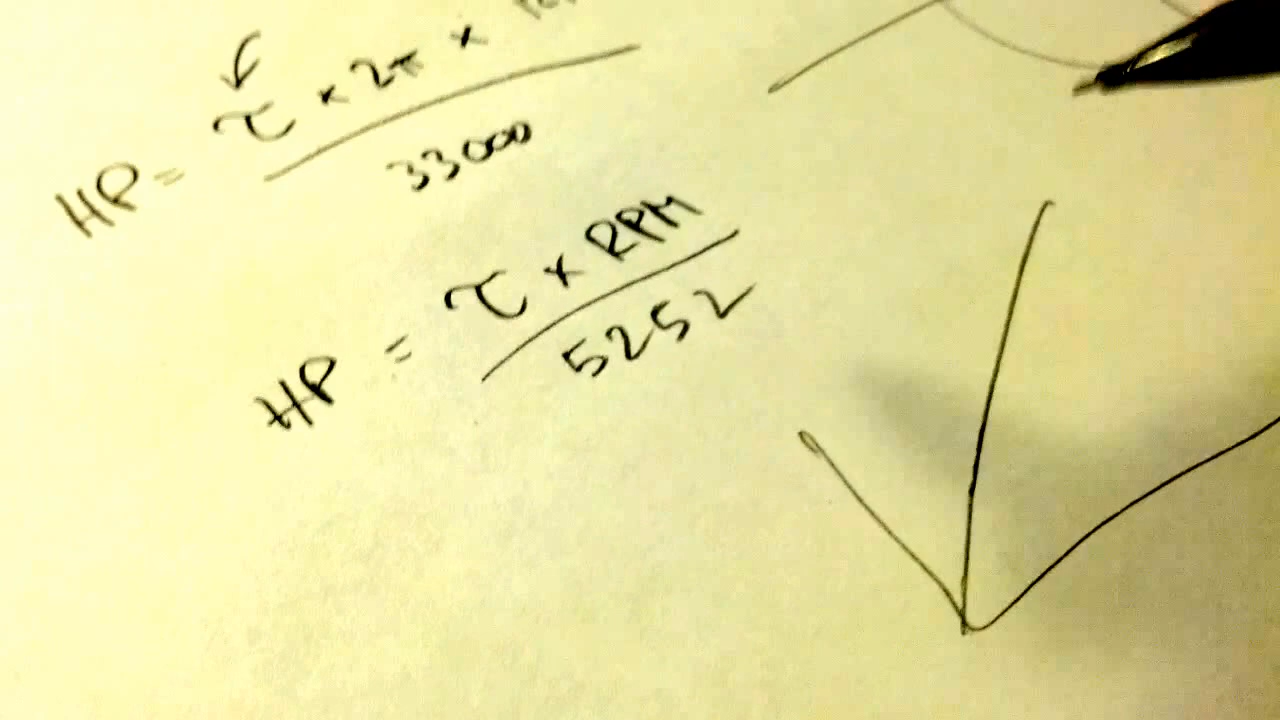 HP = τ × 2π ×
33000
HP = τ × RPM
5252